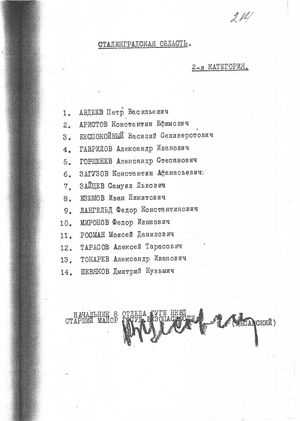 214
СТАЛИНГРАДСКАЯ ОБЛАСТЬ.
2-я КАТЕГОРИЯ.
1. АВДЕЕВ Петр Васильевич
2. АРИСТОВ Константин Ефимович
3. БЕСПОКОЙНЫЙ Василий Селиверстович
4. ГАВРИЛОВ Александр Иванович
5. ГОРШЕНЕВ Александр Степанович
6. ЗАГУЗОВ Константин Афанасьевич
7. ЗАЙЦЕВ Самуил Львович
8. ИЗЮМОВ Иван Никитович
9. ЛАНГЕЛЬД Федор Константинович
10. МИРОНОВ Федор Иванович
11. РОСМАН Моисей Данилович
12. ТАРАСОВ Алексей Тарасович
13. ТОКАРЕВ Александр Иванович
14. ШЕВЯКОВ Дмитрий Кузьмич
НАЧАЛЬНИК 8 ОТДЕЛА ГУГБ НКВД
СТАРШИЙ МАЙОР ГОСУД.БЕЗОПАСНОСТИ